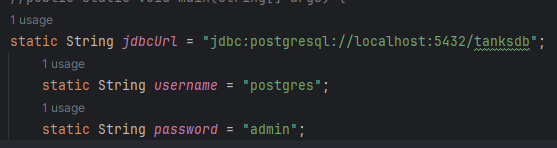 //public static void main(String[] args) {
1 usage
static String jdbcUrl = "jdbc:postgresql://localhost:5432/tanksdb";
1 usage
static String username = "postgres";
1 usage
static String password = "admin";